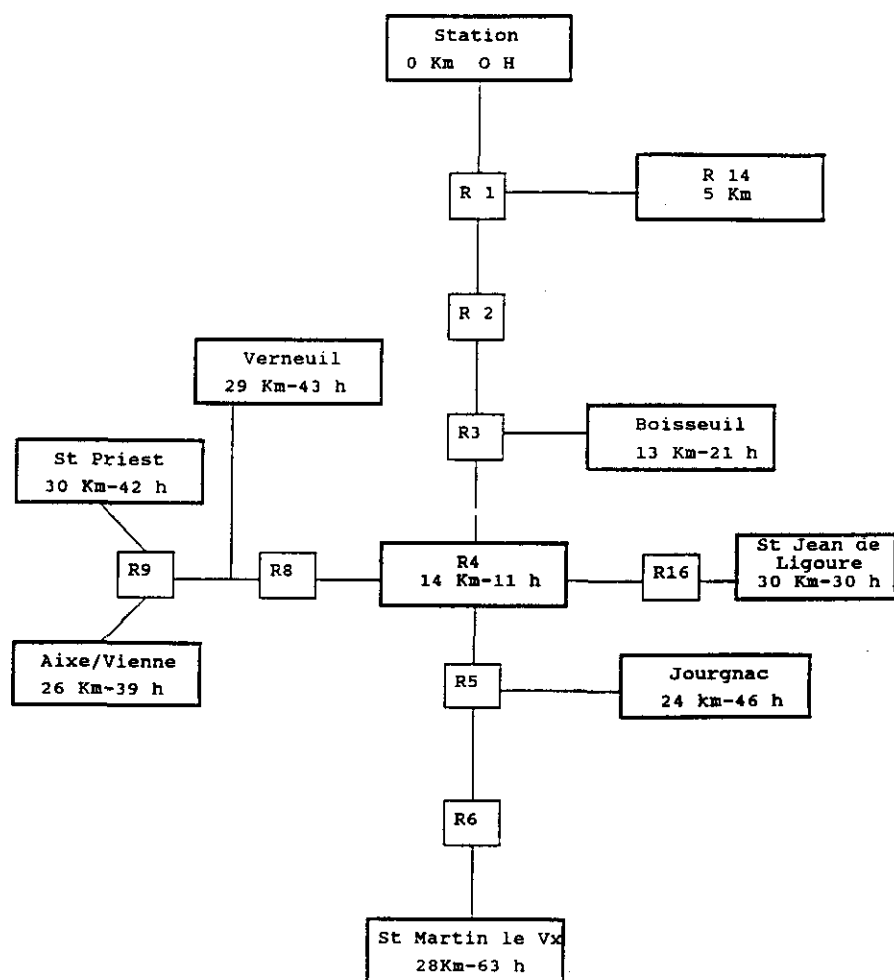 Station
0 Km O H
R 1
R 14
5 Km
R 2
Verneuil
29 Km-43 h
R3
Boisseuil
13 Km-21 h
St Priest
30 Km-42 h
R9
R8
R4
14 Km-11 h
R16
St Jean de
Ligoure
30 Km-30 h
Aixe/Vienne
26 Km-39 h
R5
Jourgnac
24 km-46 h
R6
St Martin le Vx
28Km-63 h